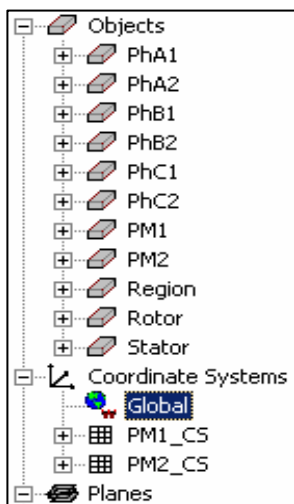 Objects
PhA1
PhA2
PhB1
PhB2
PhC1
PhC2
PM1
PM2
Region
Rotor
Stator
Coordinate Systems
Global
PM1_CS
PM2_CS
Planes